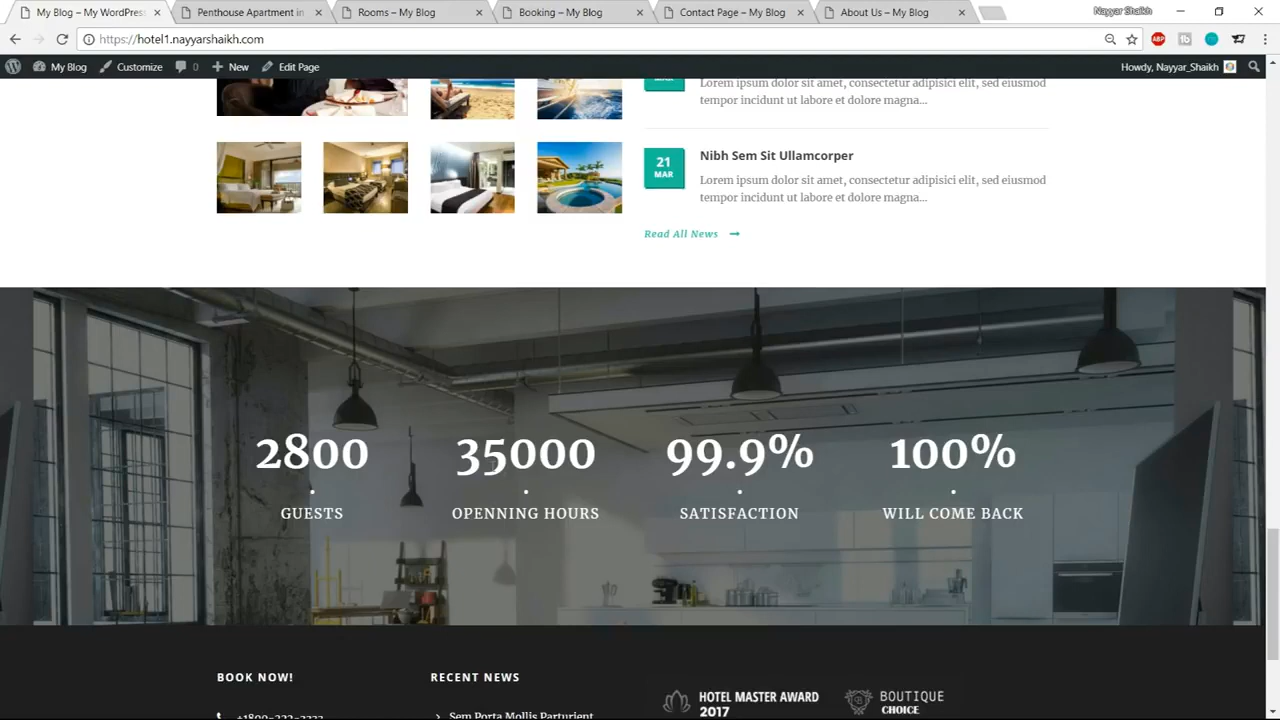 My Blog – My WordPress
Penthouse Apartment in
Rooms – My Blog
Booking – My Blog
Contact Page – My Blog
About Us – My Blog
Nayyar Shaikh
https://hotel1.nayyarshaikh.com
ABP
My Blog
Customize
0
New
Edit Page
Howdy, Nayyar_Shaikh
MAR
Lorem ipsum dolor sit amet, consectetur adipisici elit, sed eiusmod
tempor incidunt ut labore et dolore magna...
21
MAR
Nibh Sem Sit Ullamcorper
Lorem ipsum dolor sit amet, consectetur adipisici elit, sed eiusmod
tempor incidunt ut labore et dolore magna...
Read All News
2800
35000
99.9%
100%
GUESTS
OPENNING HOURS
SATISFACTION
WILL COME BACK
BOOK NOW!
RECENT NEWS
HOTEL MASTER AWARD
2017
BOUTIQUE
CHOICE
+1800-222-3333
Sem Porta Mollis Parturient